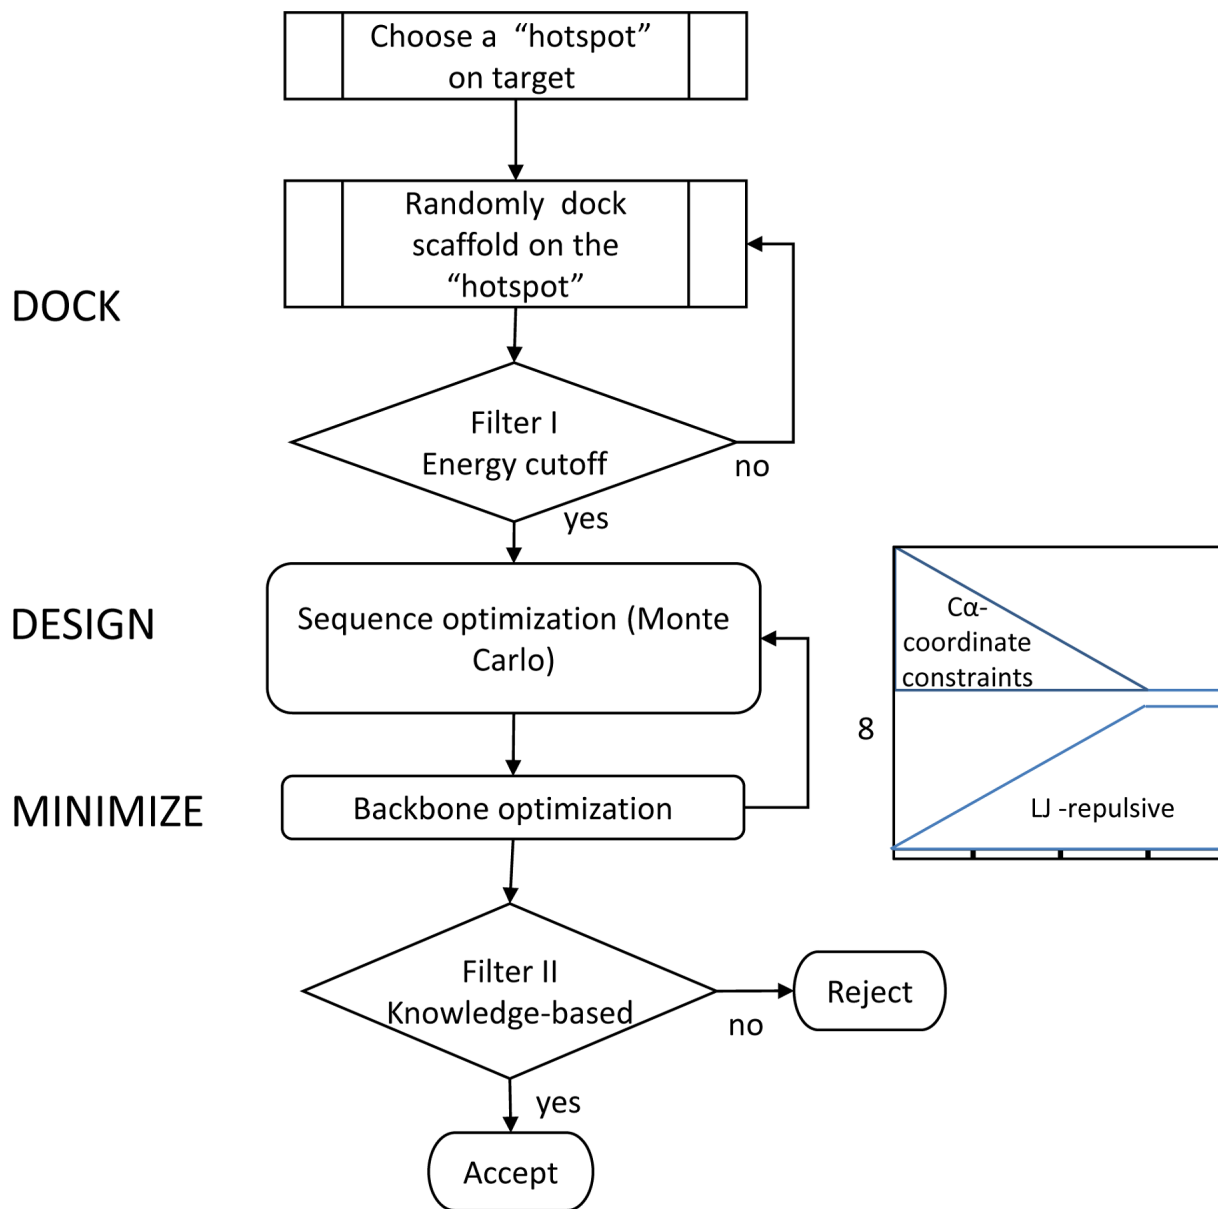 Choose a “hotspot”
on target
Randomly dock
scaffold on the
“hotspot”
DOCK
Filter I
Energy cutoff
no
yes
DESIGN
Sequence optimization (Monte
Carlo)
Cα-
coordinate
constraints
8
LJ -repulsive
MINIMIZE
Backbone optimization
Filter II
Knowledge-based
no
Reject
yes
Accept